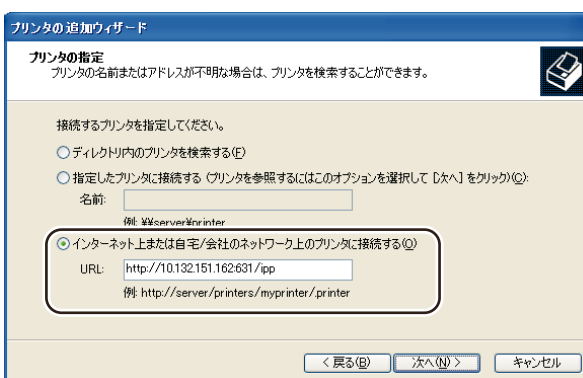 プリンタの追加ウィザード
プリンタの指定
プリンタの名前またはアドレスが不明な場合は、プリンタを検索することができます。
接続するプリンタを指定してください。
ディレクトリ内のプリンタを検索する(F)
指定したプリンタに接続する (プリンタを参照するにはこのオプションを選択して [次へ] をクリック)(C):
名前:
例: ¥¥server¥printer
インターネット上または自宅/会社のネットワーク上のプリンタに接続する(O)
URL: http://10.132.151.162:631/ipp
例: http://server/printers/myprinter/.printer
< 戻る(B) 次へ(N) > キャンセル